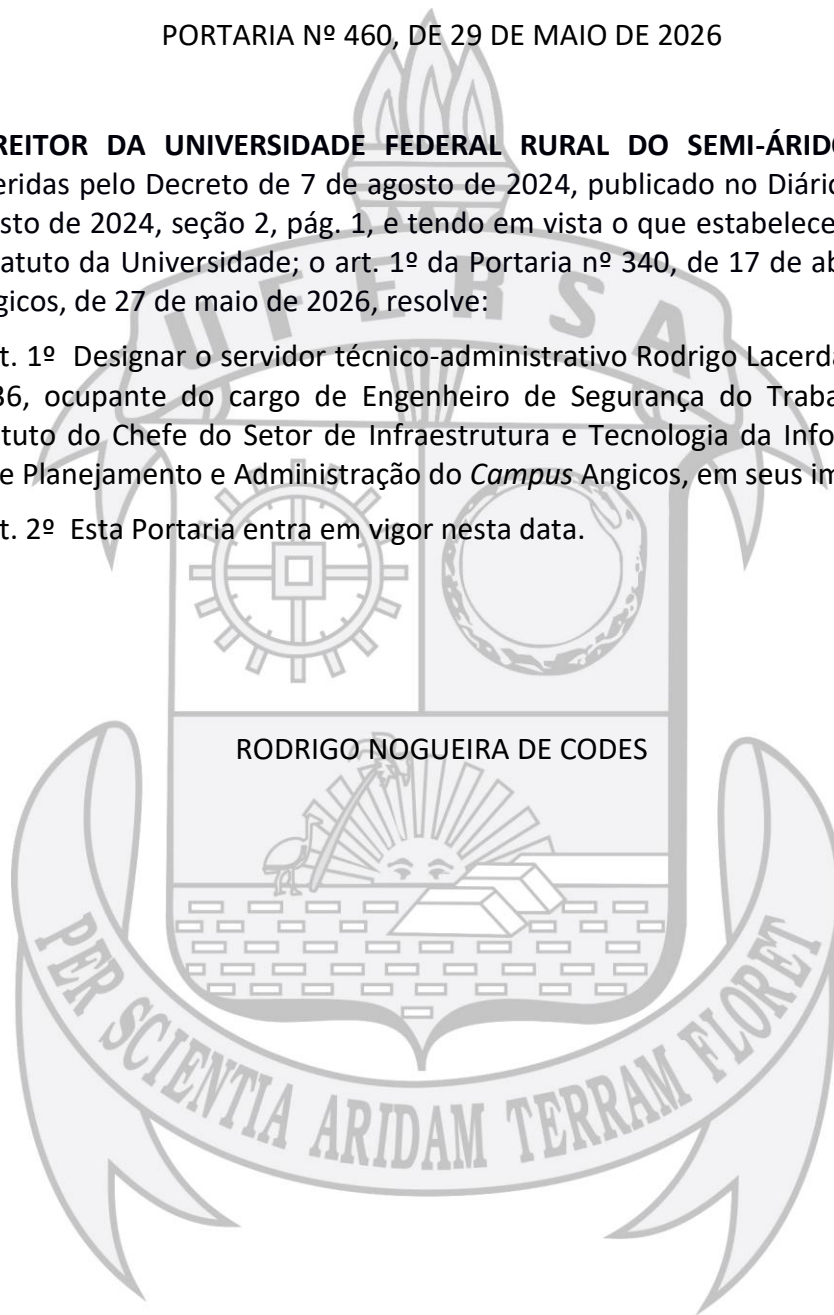 PORTARIA Nº 460, DE 29 DE MAIO DE 2026
REITOR DA UNIVERSIDADE FEDERAL RURAL DO SEMI-ÁRIDO
eridas pelo Decreto de 7 de agosto de 2024, publicado no Diário
osto de 2024, seção 2, pág. 1, e tendo em vista o que estabelece
tatuto da Universidade; o art. 1º da Portaria nº 340, de 17 de ab
gicos, de 27 de maio de 2026, resolve:
UFERSA
t. 1º Designar o servidor técnico-administrativo Rodrigo Lacerda
36, ocupante do cargo de Engenheiro de Segurança do Traba
tuto do Chefe do Setor de Infraestrutura e Tecnologia da Info
e Planejamento e Administração do Campus Angicos, em seus im
t. 2º Esta Portaria entra em vigor nesta data.
RODRIGO NOGUEIRA DE CODES
PER SCIENTIA ARIDAM TERRAM FLORET